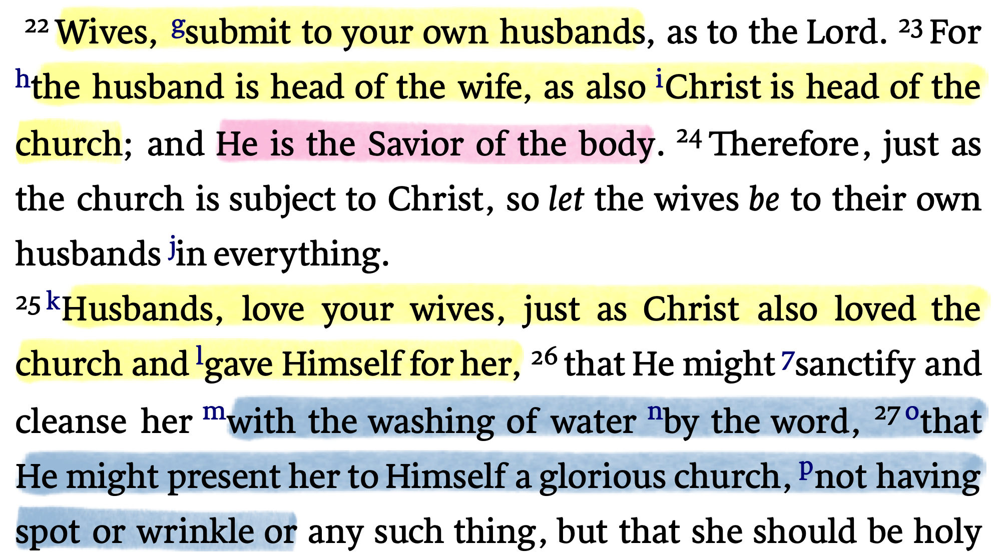 22 Wives, gsubmit to your own husbands, as to the Lord. 23 For
hthe husband is head of the wife, as also iChrist is head of the
church; and He is the Savior of the body. 24 Therefore, just as
the church is subject to Christ, so let the wives be to their own
husbands jin everything.
25 kHusbands, love your wives, just as Christ also loved the
church and lgave Himself for her, 26 that He might 7sanctify and
cleanse her mwith the washing of water nby the word, 27 othat
He might present her to Himself a glorious church, pnot having
spot or wrinkle or any such thing, but that she should be holy